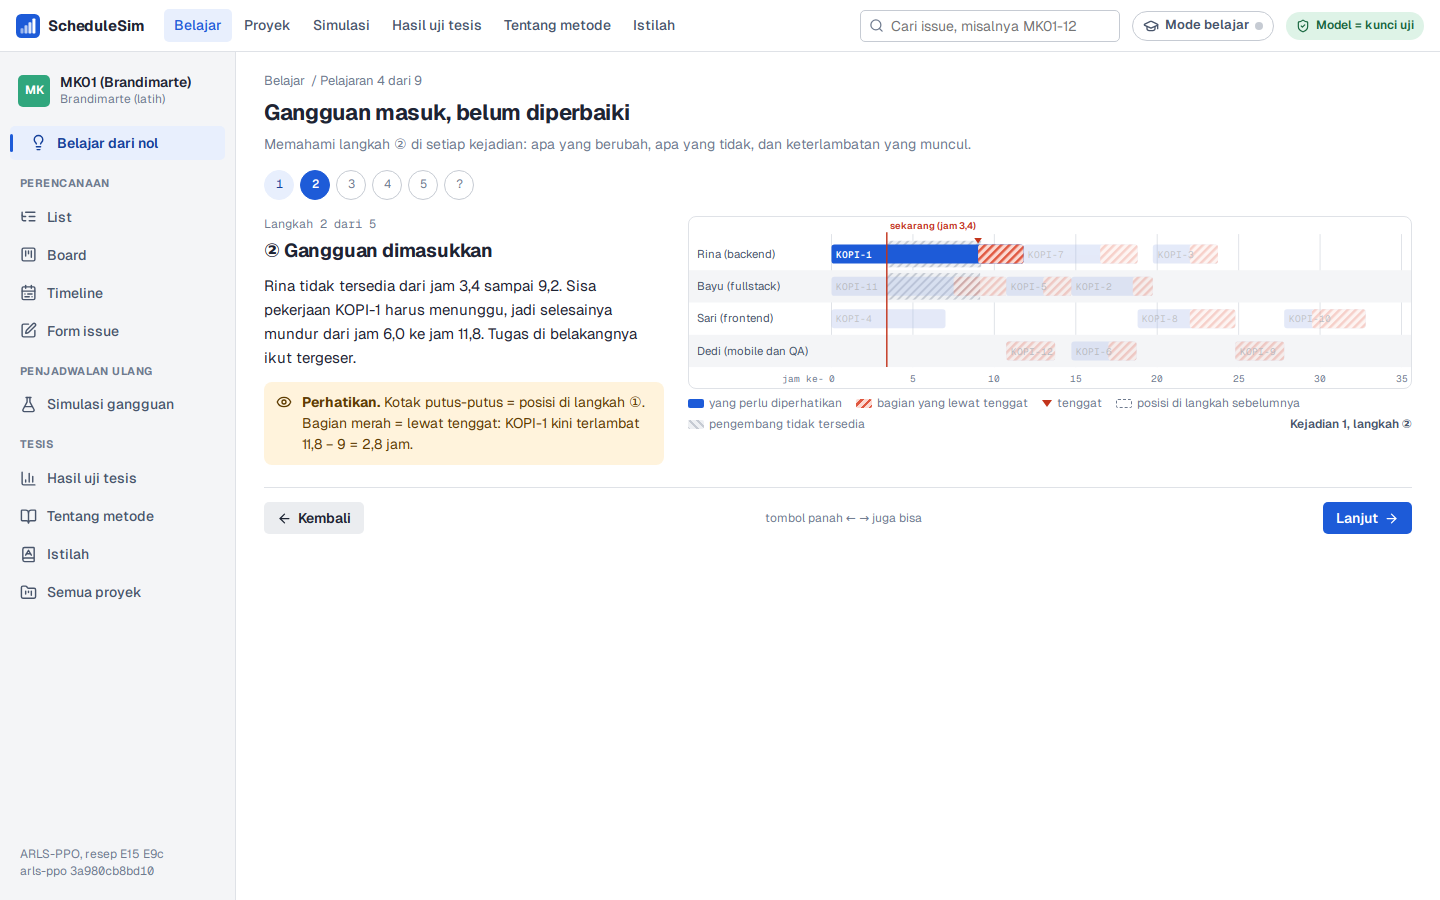 ScheduleSim
Belajar
Proyek
Simulasi
Hasil uji tesis
Tentang metode
Istilah
Cari issue, misalnya MK01-12
Mode belajar
Model = kunci uji
MK
MK01 (Brandimarte)
Brandimarte (latih)
Belajar dari nol
PERENCANAAN
List
Board
Timeline
Form issue
PENJADWALAN ULANG
Simulasi gangguan
TESIS
Hasil uji tesis
Tentang metode
Istilah
Semua proyek
ARLS-PPO, resep E15 E9c
arls-ppo 3a980cb8bd10
Belajar / Pelajaran 4 dari 9
Gangguan masuk, belum diperbaiki
Memahami langkah ② di setiap kejadian: apa yang berubah, apa yang tidak, dan keterlambatan yang muncul.
1 2 3 4 5 ?
Langkah 2 dari 5
② Gangguan dimasukkan
Rina tidak tersedia dari jam 3,4 sampai 9,2. Sisa
pekerjaan KOPI-1 harus menunggu, jadi selesainya
mundur dari jam 6,0 ke jam 11,8. Tugas di belakangnya
ikut tergeser.
Perhatikan. Kotak putus-putus = posisi di langkah ①.
Bagian merah = lewat tenggat: KOPI-1 kini terlambat
11,8 – 9 = 2,8 jam.
sekarang (jam 3,4)
Rina (backend) KOPI-1 KOPI-7 KOPI-3
Bayu (fullstack) KOPI-11 KOPI-5 KOPI-2
Sari (frontend) KOPI-4 KOPI-8 KOPI-10
Dedi (mobile dan QA) KOPI-12 KOPI-6 KOPI-9
jam ke- 0 5 10 15 20 25 30 35
yang perlu diperhatikan
bagian yang lewat tenggat
tenggat
posisi di langkah sebelumnya
pengembang tidak tersedia
Kejadian 1, langkah ②
← Kembali
tombol panah ← → juga bisa
Lanjut →